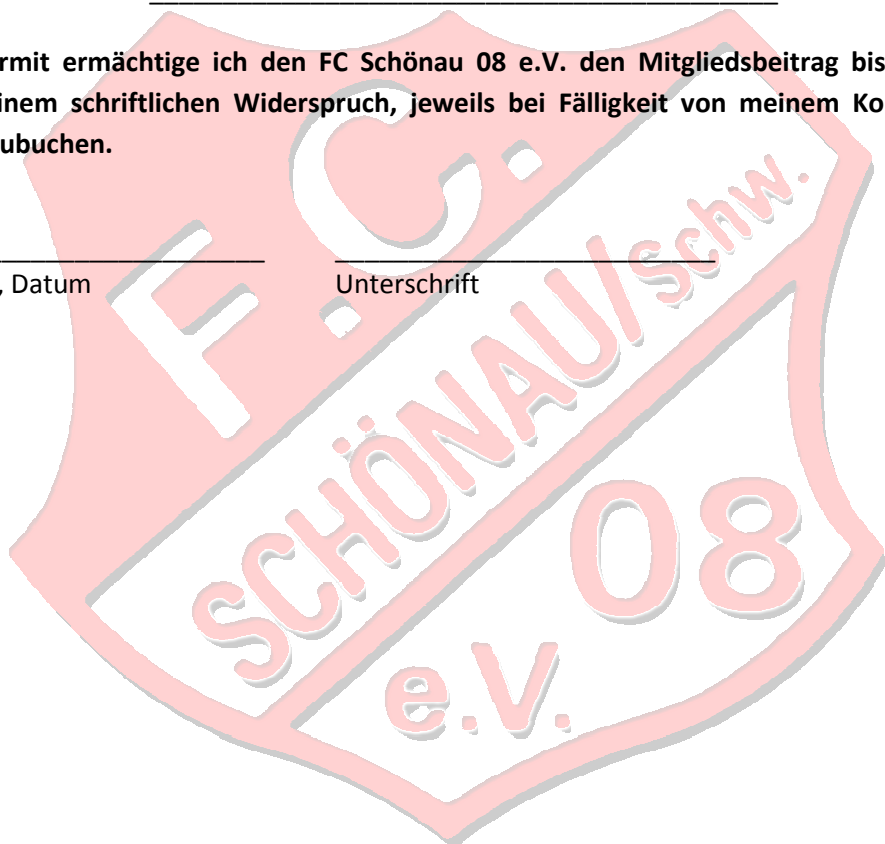 rmit ermächtige ich den FC Schönau 08 e.V. den Mitgliedsbeitrag bis
inem schriftlichen Widerspruch, jeweils bei Fälligkeit von meinem Ko
ubuchen.
, Datum Unterschrift
F.C.
SCHÖNAU/Schw.
08
e.V.